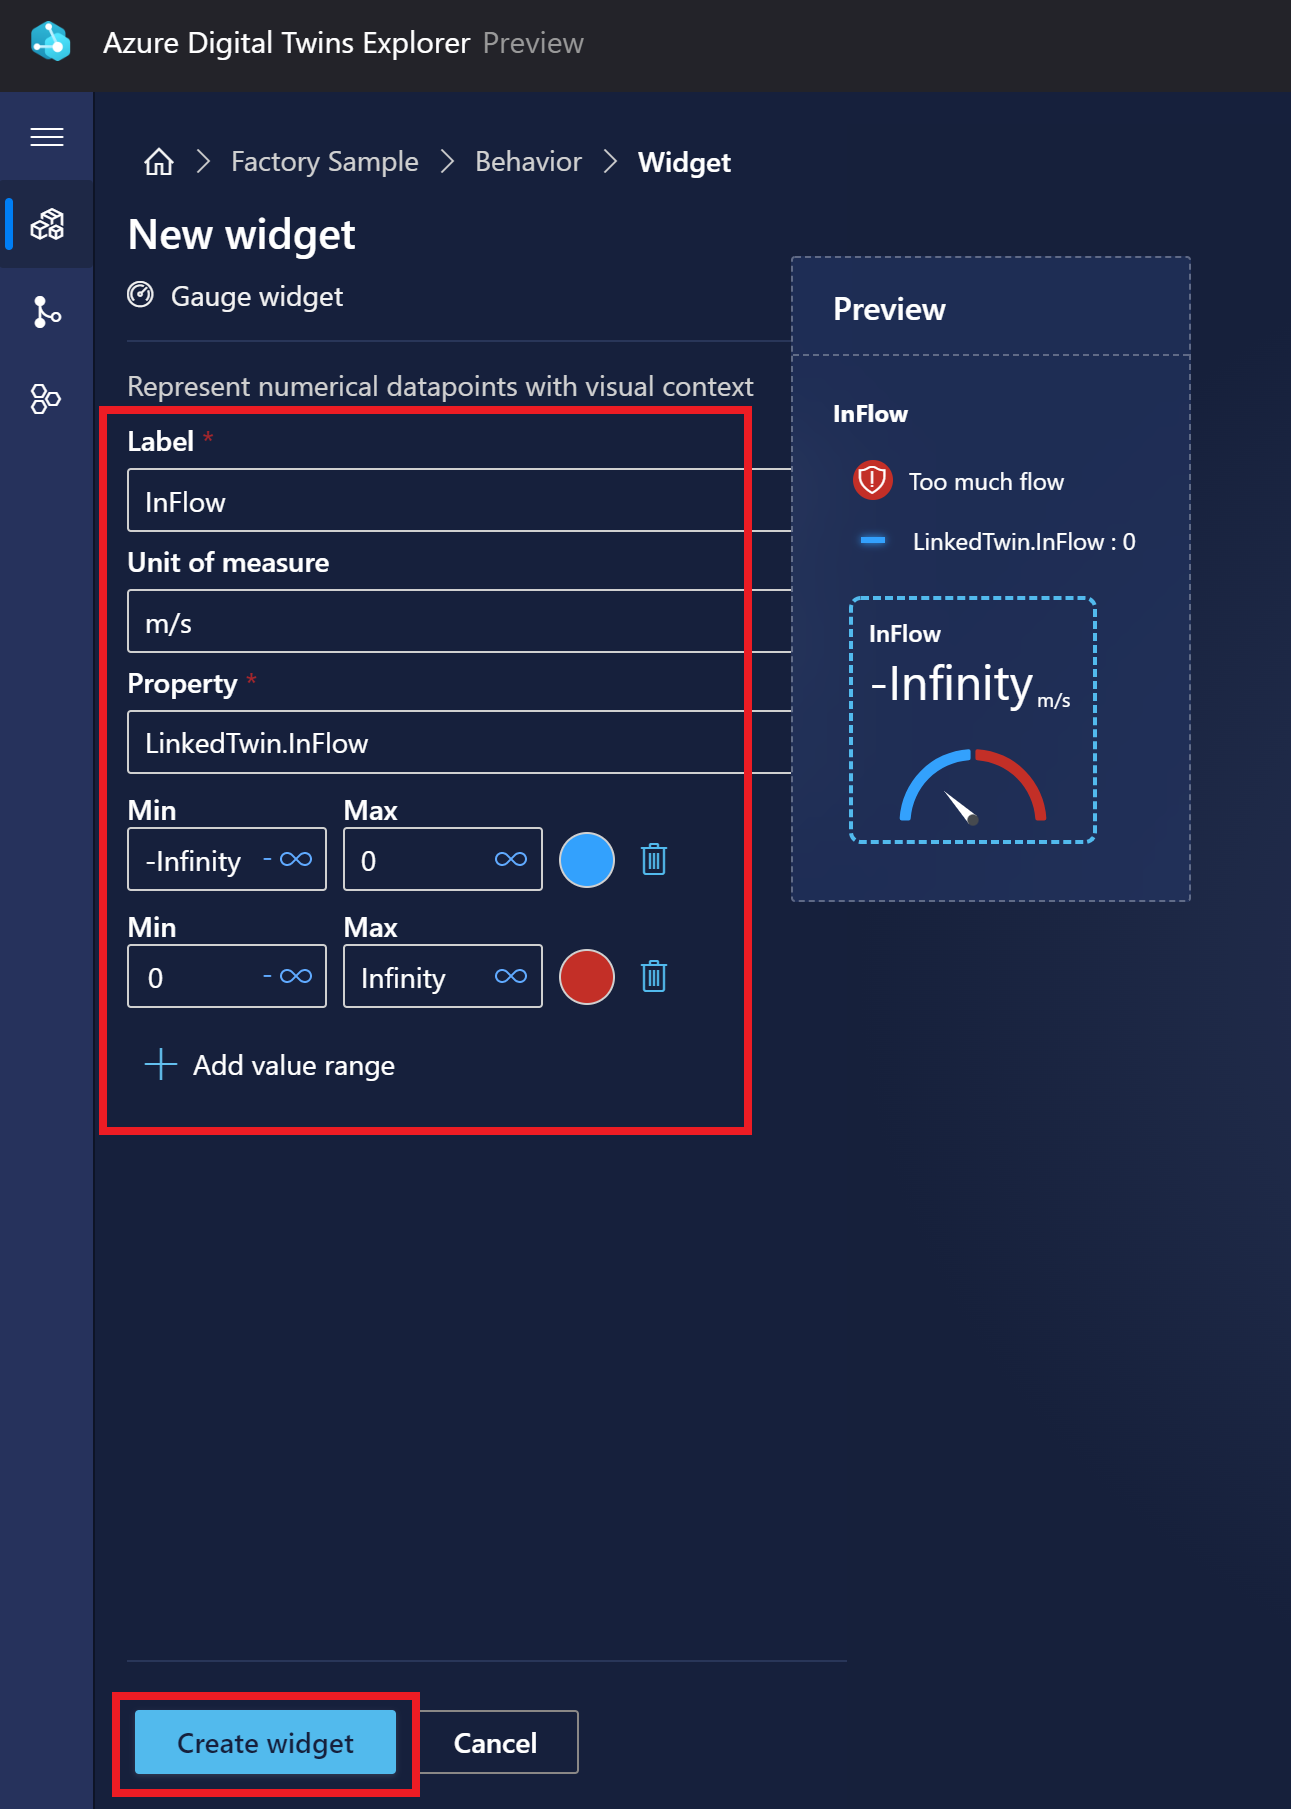 Azure Digital Twins Explorer Preview
Factory Sample > Behavior > Widget
New widget
Gauge widget
Represent numerical datapoints with visual context
Label *
InFlow
Unit of measure
m/s
Property *
LinkedTwin.InFlow
Min Max
-Infinity -∞ 0 ∞
Min Max
0 -∞ Infinity ∞
Add value range
Preview
InFlow
Too much flow
LinkedTwin.InFlow : 0
InFlow
-Infinity m/s
Create widget Cancel